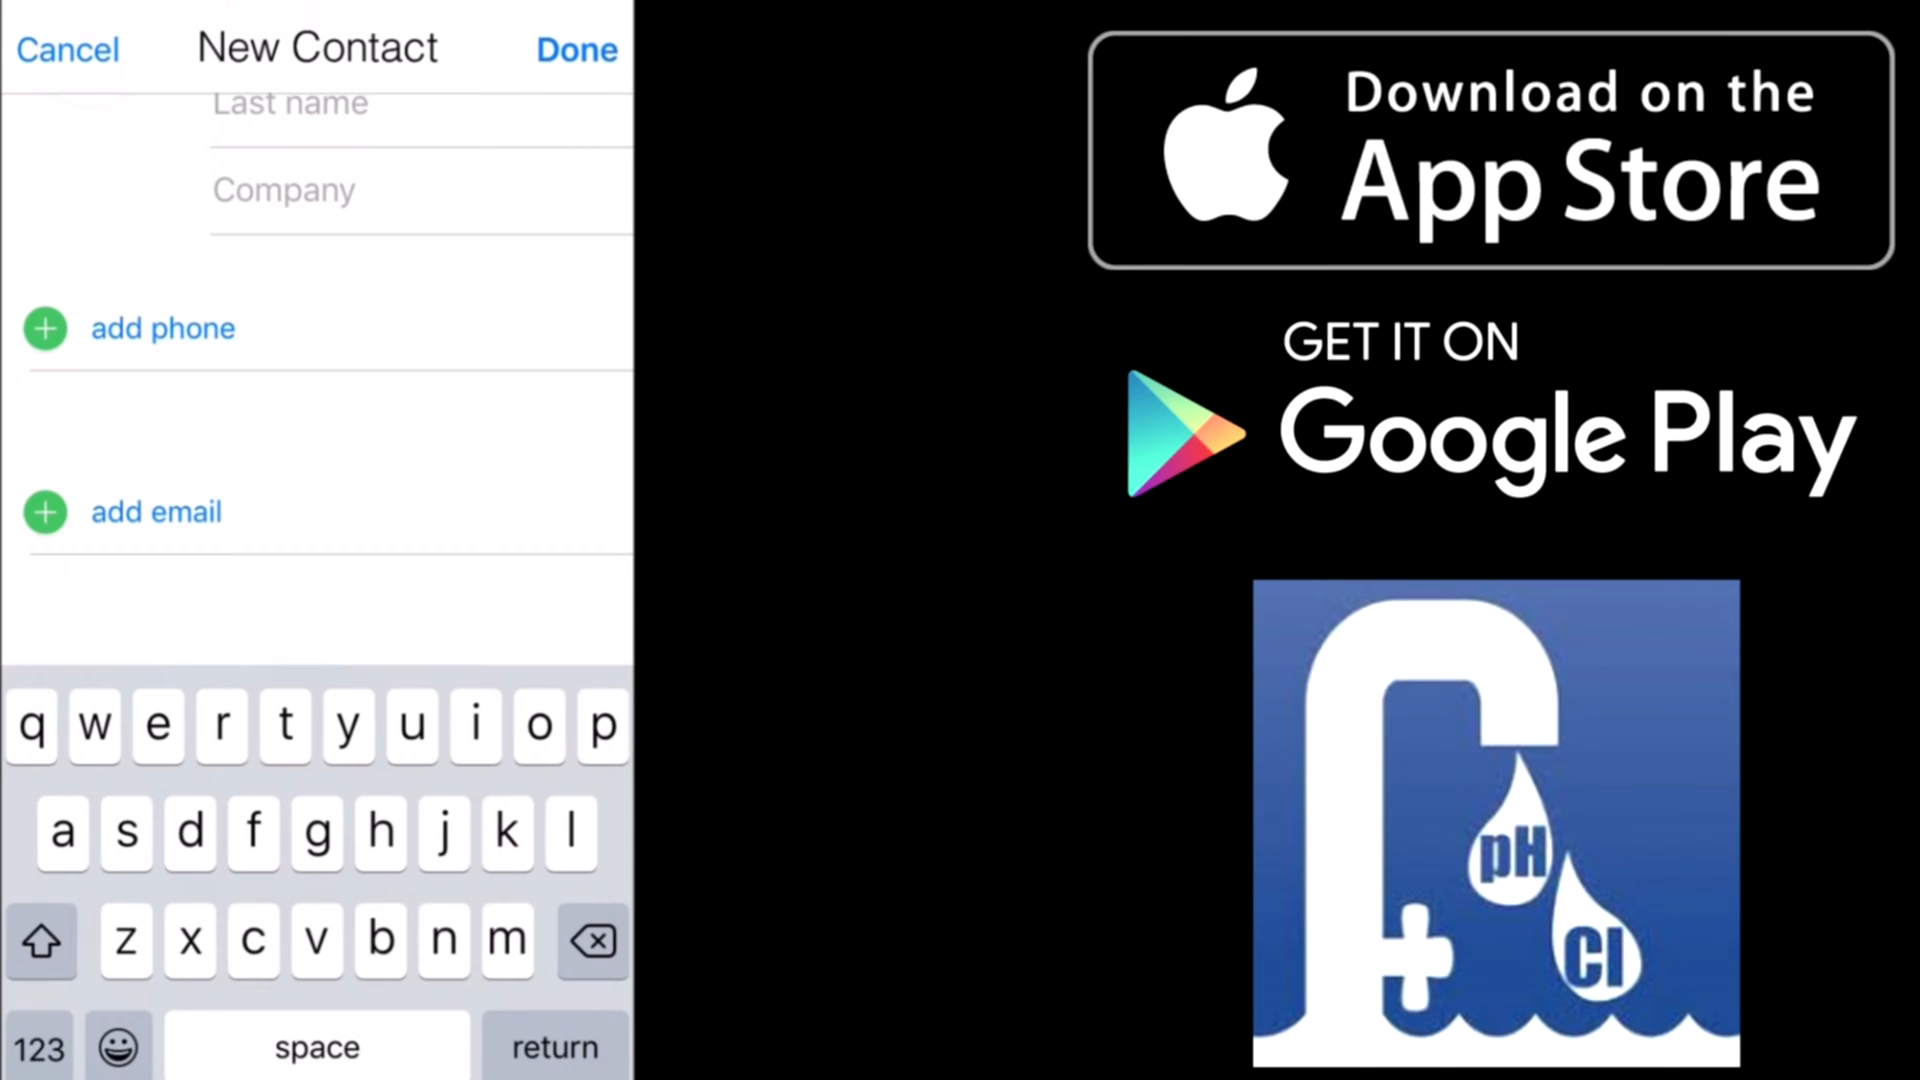 Cancel New Contact Done
Last name
Company
add phone
add email
q w e r t y u i o p
a s d f g h j k l
z x c v b n m
123 space return
Download on the
App Store
GET IT ON
Google Play
pH
Cl